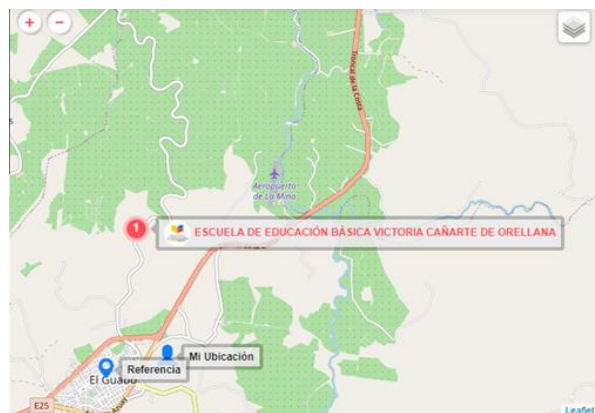 + −
Troncal de la Costa
Aeropuerto
de La Mina
1
ESCUELA DE EDUCACIÓN BÁSICA VICTORIA CAÑARTE DE ORELLANA
Mi Ubicación
Referencia
El Guabo
E25
Azuay
Leaflet